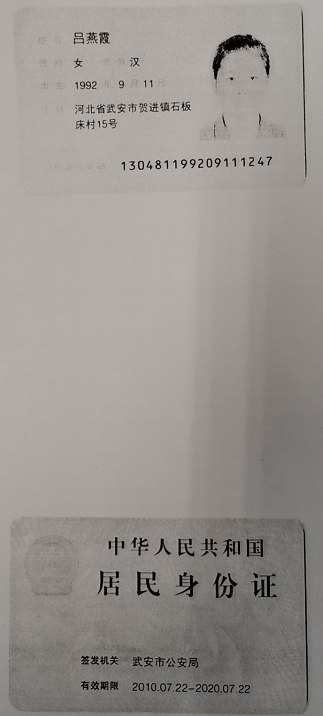 姓名 吕燕霞
女 汉
1992 9 11
河北省武安市贺进镇石板
床村15号
130481199209111247
中华人民共和国
居民身份证
签发机关 武安市公安局
有效期限 2010.07.22-2020.07.22